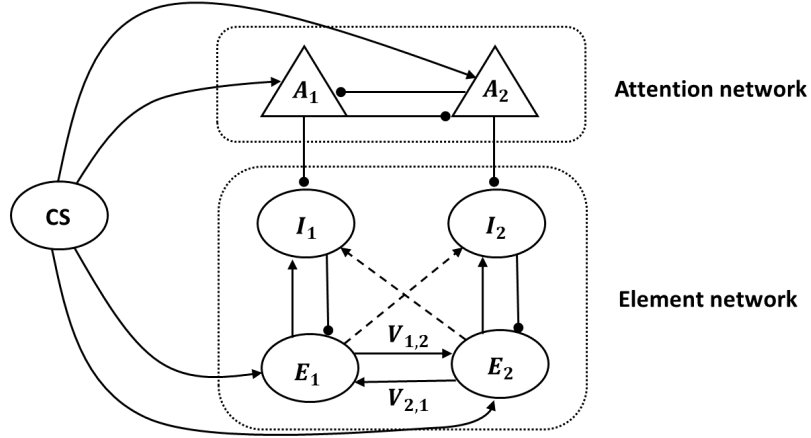 A₁
A₂
Attention network
CS
I₁
I₂
Element network
V₁,₂
E₁
E₂
V₂,₁